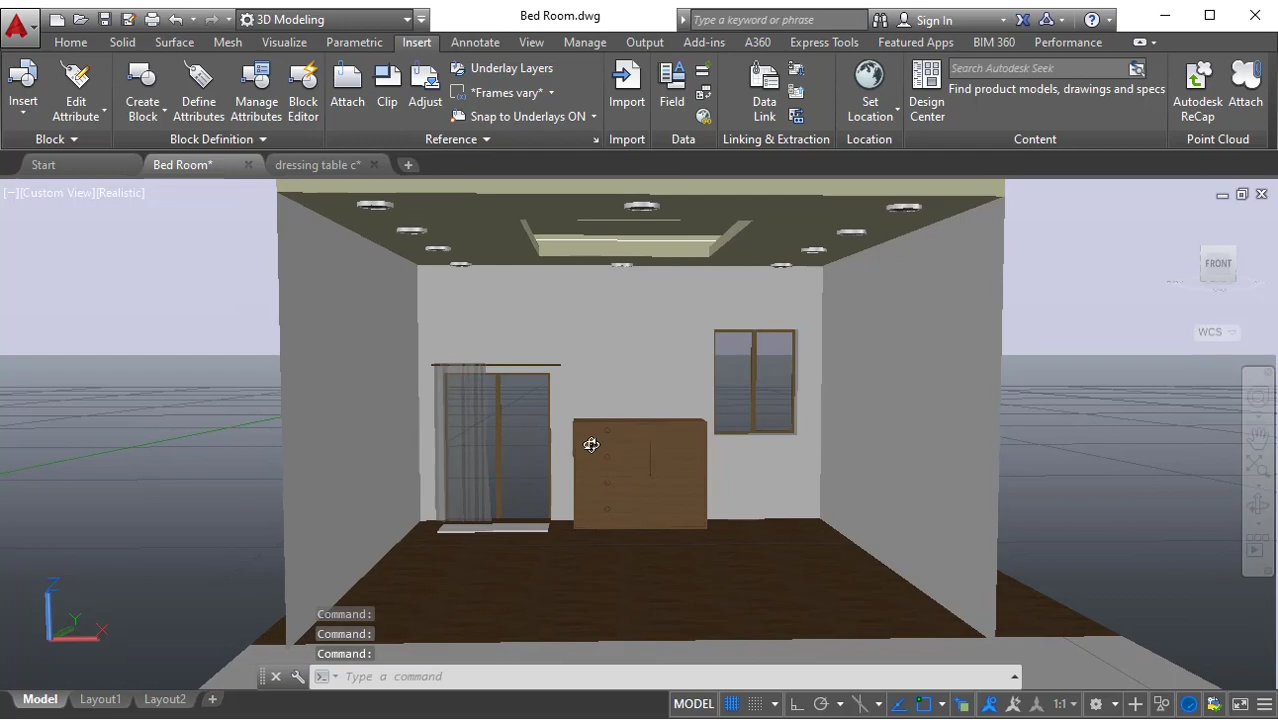 3D Modeling
Bed Room.dwg
Type a keyword or phrase
Sign In
Home Solid Surface Mesh Visualize Parametric Insert Annotate View Manage Output Add-ins A360 Express Tools Featured Apps BIM 360 Performance
Insert
Edit Attribute
Create Block
Define Attributes
Manage Attributes
Block Editor
Attach
Clip
Adjust
Underlay Layers
*Frames vary*
Snap to Underlays ON
Import
Field
Data Link
Set Location
Design Center
Search Autodesk Seek
Find product models, drawings and specs
Autodesk ReCap
Attach
Block Block Definition Reference Import Data Linking & Extraction Location Content Point Cloud
Start Bed Room* dressing table c*
[−][Custom View][Realistic]
FRONT
WCS
Z
Y
X
Command:
Command:
Command:
Type a command
Model Layout1 Layout2 MODEL 1:1